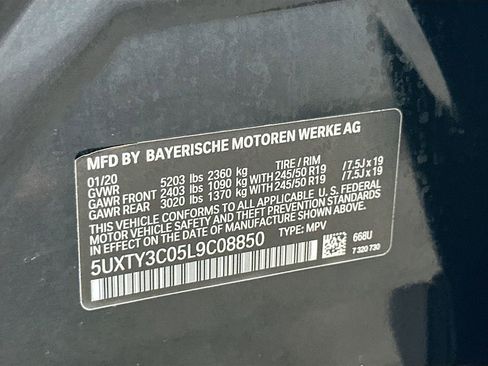 MFD BY BAYERISCHE MOTOREN WERKE AG
01/20 TIRE / RIM
GVWR 5203 lbs 2360 kg
GAWR FRONT 2403 lbs 1090 kg WITH 245/50 R19 / 7.5J x 19
GAWR REAR 3020 lbs 1370 kg WITH 245/50 R19 / 7.5J x 19
THIS VEHICLE CONFORMS TO ALL APPLICABLE U. S. FEDERAL
MOTOR VEHICLE SAFETY AND THEFT PREVENTION STANDARDS
IN EFFECT ON THE DATE OF MANUFACTURE SHOWN ABOVE.
5UXTY3C05L9C08850 TYPE: MPV 668U
7 320 730